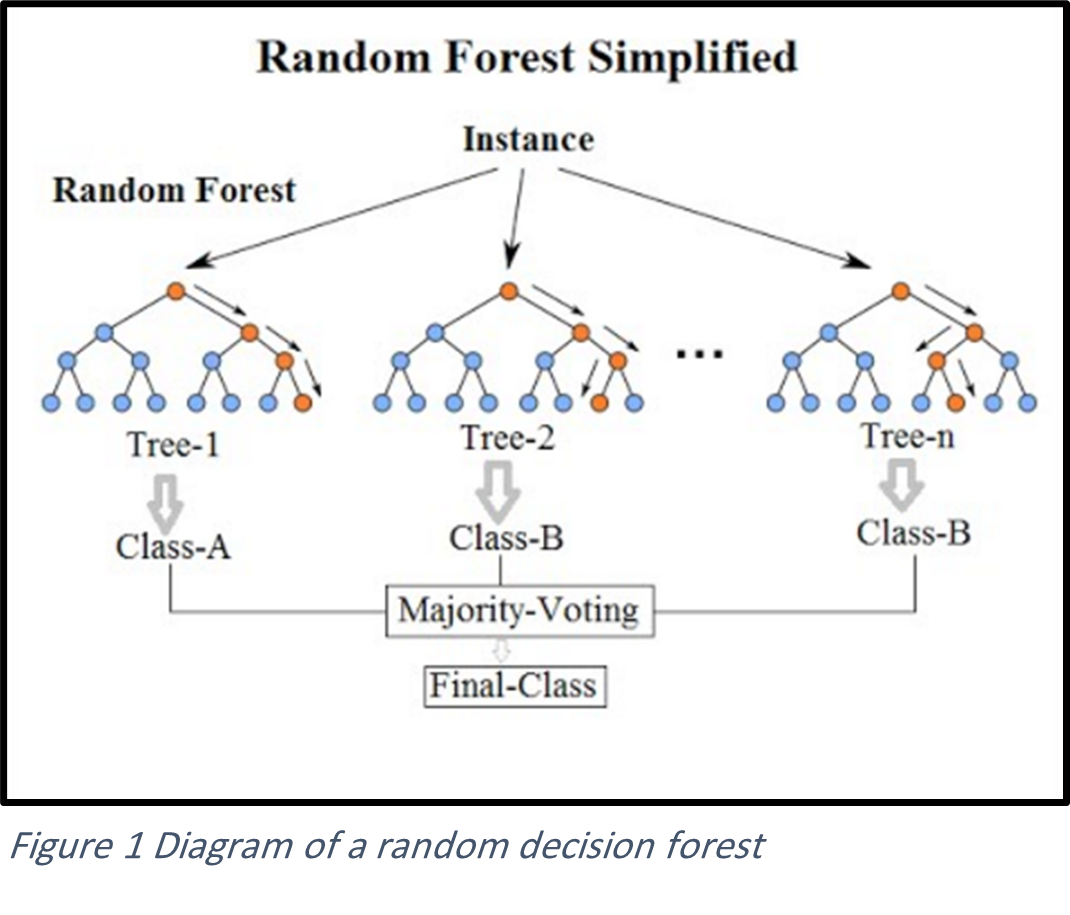 Random Forest Simplified
Instance
Random Forest
...
Tree-1
Tree-2
Tree-n
Class-A
Class-B
Class-B
Majority-Voting
Final-Class
Figure 1 Diagram of a random decision forest